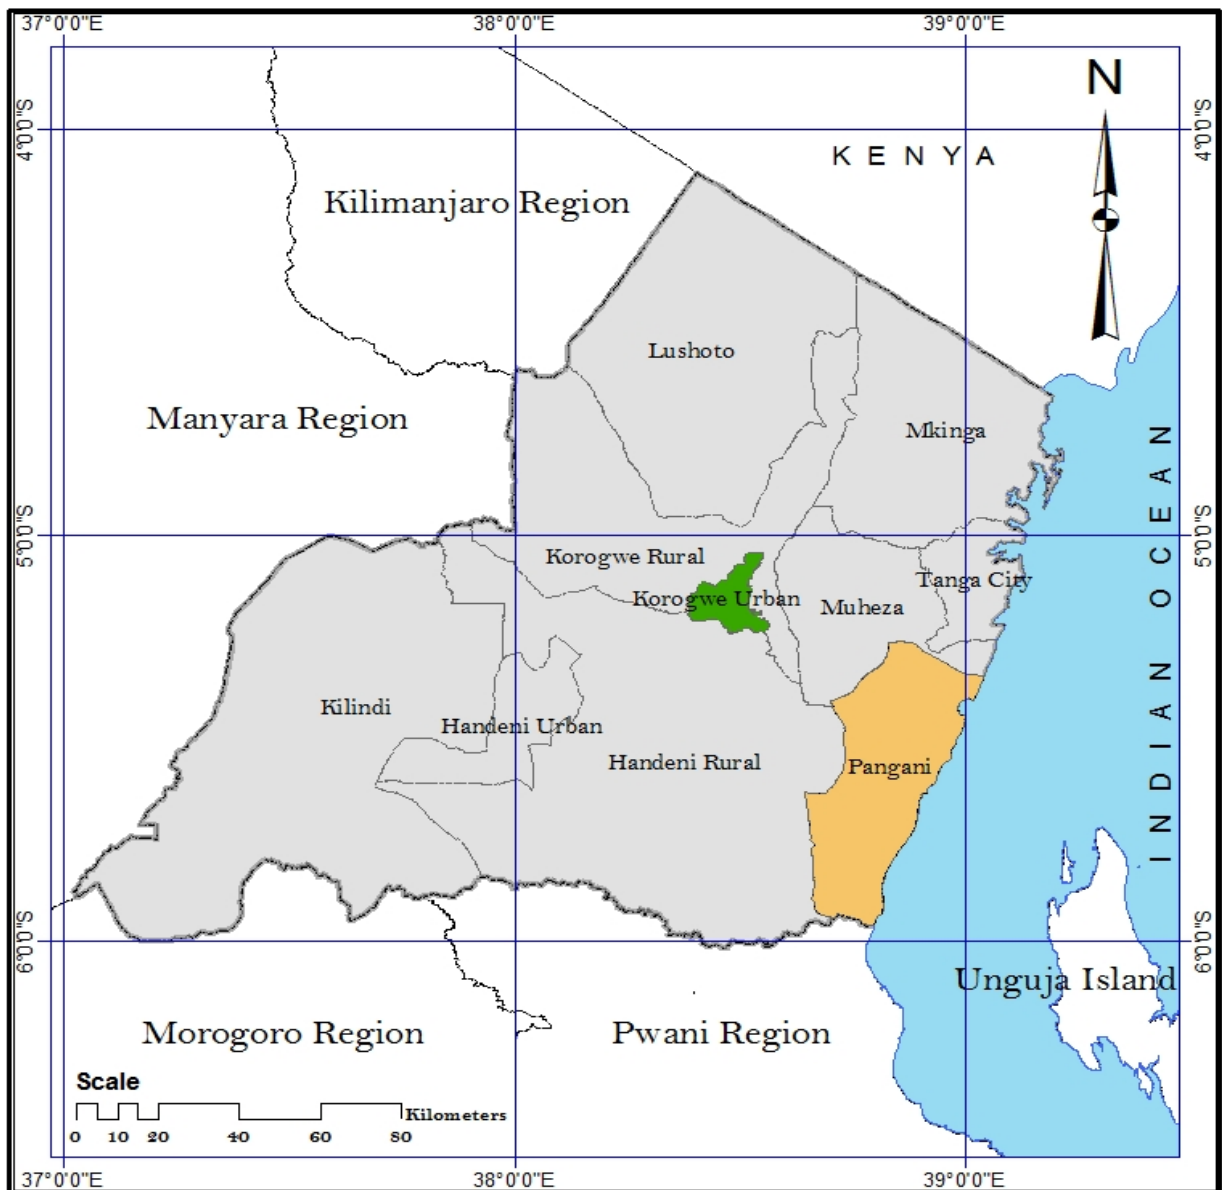 37°0'0"E 38°0'0"E 39°0'0"E
N
4°0'0"S 4°0'0"S
KENYA
Kilimanjaro Region
Lushoto
Manyara Region
Mkinga
INDIAN OCEAN
5°0'0"S 5°0'0"S
Korogwe Rural
Tanga City
Korogwe Urban
Muheza
Kilindi
Handeni Urban
Handeni Rural
Pangani
6°0'0"S 6°0'0"S
Unguja Island
Morogoro Region
Pwani Region
Scale
Kilometers
0 10 20 40 60 80
37°0'0"E 38°0'0"E 39°0'0"E